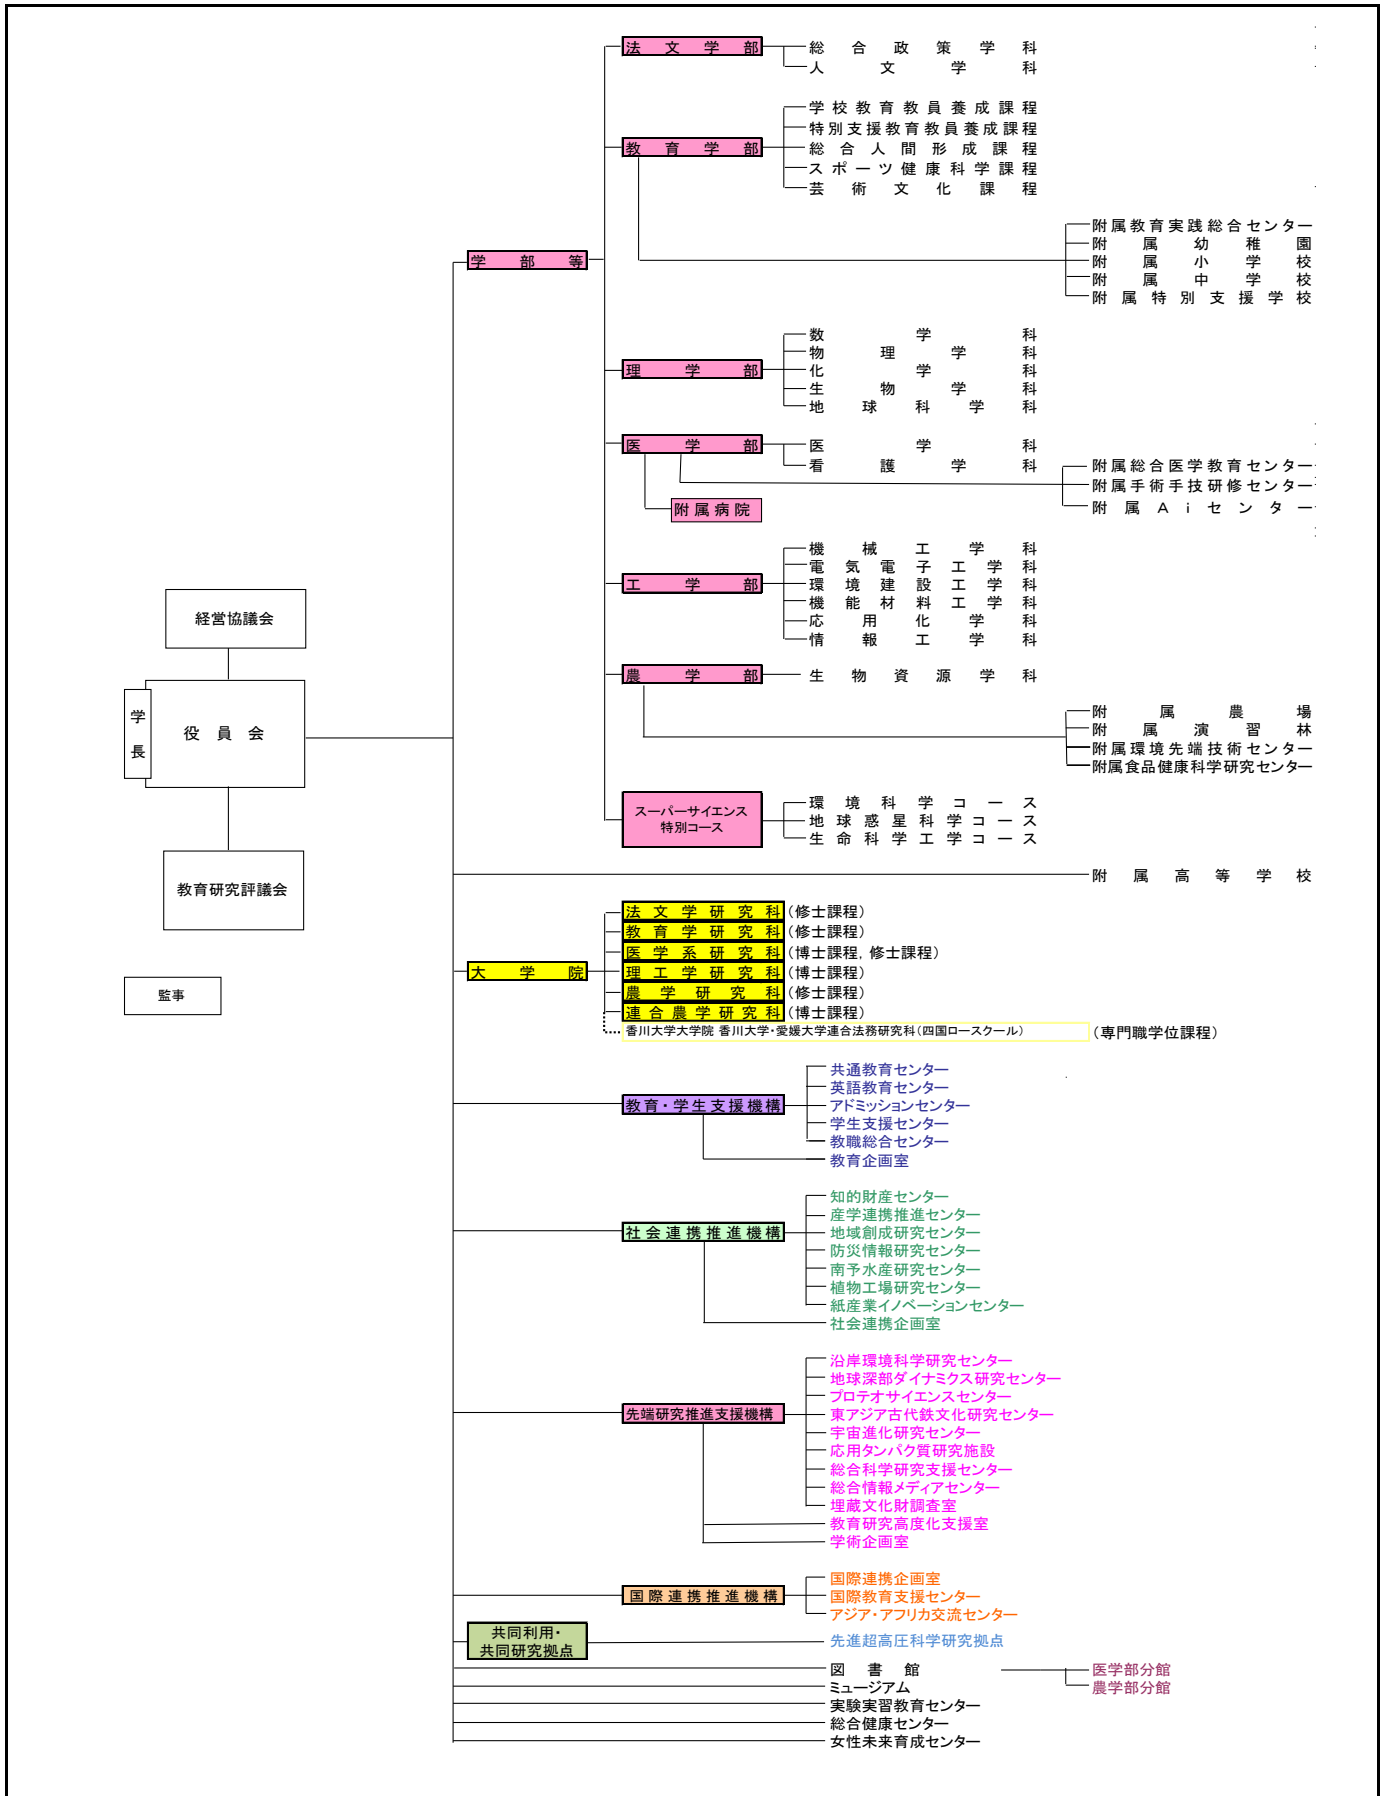 法文学部
総合政策学科
人文学科
教育学部
学校教育教員養成課程
特別支援教育教員養成課程
総合人間形成課程
スポーツ健康科学課程
芸術文化課程
附属教育実践総合センター
附属幼稚園
附属小学校
附属中学校
附属特別支援学校
学部等
理学部
数学科
物理学科
化学科
生物学科
地球科学科
医学部
医学科
看護学科
附属総合医学教育センター
附属手術手技研修センター
附属Aiセンター
附属病院
工学部
機械工学科
電気電子工学科
環境建設工学科
機能材料工学科
応用化学科
情報工学科
農学部
生物資源学科
附属農場
附属演習林
附属環境先端技術センター
附属食品健康科学研究センター
スーパーサイエンス
特別コース
環境科学コース
地球惑星科学コース
生命科学工学コース
経営協議会
学長
役員会
教育研究評議会
監事
附属高等学校
大学院
法文学研究科(修士課程)
教育学研究科(修士課程)
医学系研究科(博士課程,修士課程)
理工学研究科(博士課程)
農学研究科(修士課程)
連合農学研究科(博士課程)
香川大学大学院 香川大学・愛媛大学連合法務研究科(四国ロースクール) (専門職学位課程)
教育・学生支援機構
共通教育センター
英語教育センター
アドミッションセンター
学生支援センター
教職総合センター
教育企画室
社会連携推進機構
知的財産センター
産学連携推進センター
地域創成研究センター
防災情報研究センター
南予水産研究センター
植物工場研究センター
紙産業イノベーションセンター
社会連携企画室
先端研究推進支援機構
沿岸環境科学研究センター
地球深部ダイナミクス研究センター
プロテオサイエンスセンター
東アジア古代鉄文化研究センター
宇宙進化研究センター
応用タンパク質研究施設
総合科学研究支援センター
総合情報メディアセンター
埋蔵文化財調査室
教育研究高度化支援室
学術企画室
国際連携推進機構
国際連携企画室
国際教育支援センター
アジア・アフリカ交流センター
共同利用・
共同研究拠点
先進超高圧科学研究拠点
図書館
医学部分館
農学部分館
ミュージアム
実験実習教育センター
総合健康センター
女性未来育成センター